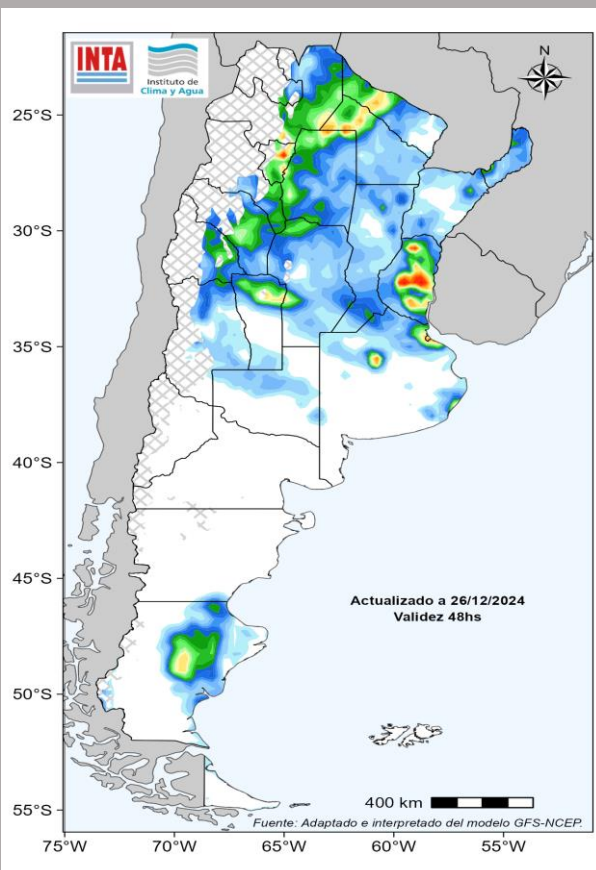 INTA
Instituto de
Clima y Agua
N
25°S
30°S
35°S
40°S
45°S
50°S
55°S
Actualizado a 26/12/2024
Validez 48hs
400 km
Fuente: Adaptado e interpretado del modelo GFS-NCEP.
75°W 70°W 65°W 60°W 55°W